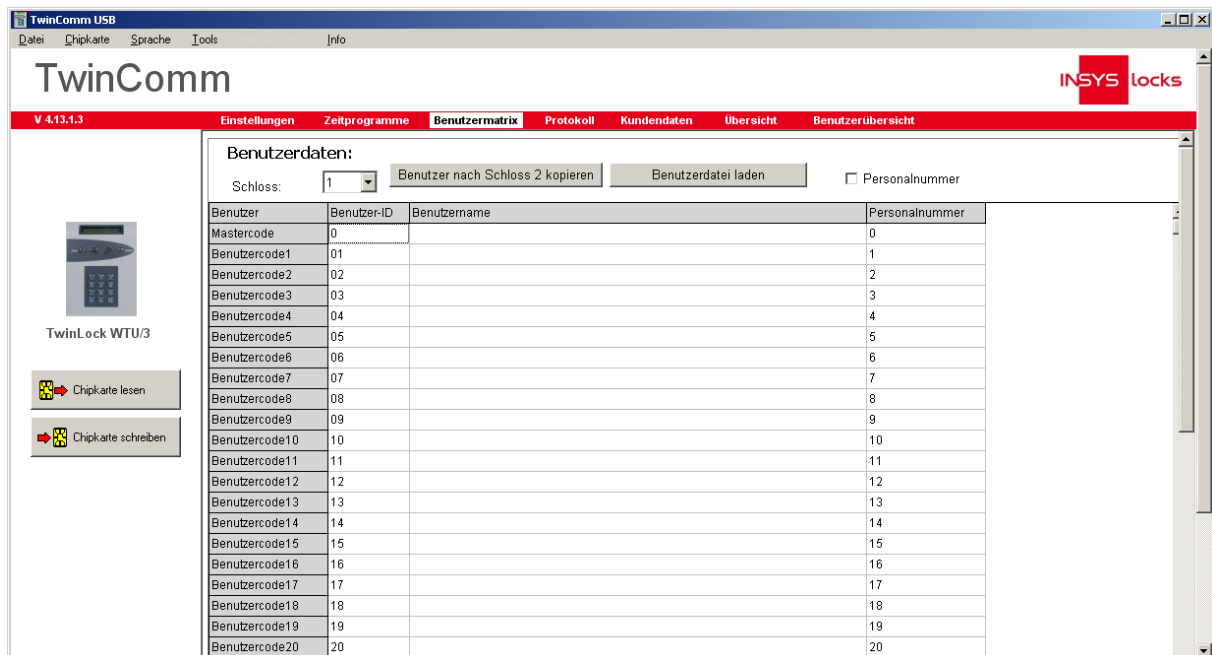 TwinComm USB
Datei Chipkarte Sprache Tools Info
TwinComm
INSYS locks
V 4.13.1.3 Einstellungen Zeitprogramme Benutzermatrix Protokoll Kundendaten Übersicht Benutzerübersicht
Benutzerdaten:
Schloss: 1 Benutzer nach Schloss 2 kopieren Benutzerdatei laden Personalnummer
Benutzer Benutzer-ID Benutzername Personalnummer
Mastercode 0 0
Benutzercode1 01 1
Benutzercode2 02 2
Benutzercode3 03 3
Benutzercode4 04 4
Benutzercode5 05 5
Benutzercode6 06 6
Benutzercode7 07 7
Benutzercode8 08 8
Benutzercode9 09 9
Benutzercode10 10 10
Benutzercode11 11 11
Benutzercode12 12 12
Benutzercode13 13 13
Benutzercode14 14 14
Benutzercode15 15 15
Benutzercode16 16 16
Benutzercode17 17 17
Benutzercode18 18 18
Benutzercode19 19 19
Benutzercode20 20 20
TwinLock WTU/3
Chipkarte lesen
Chipkarte schreiben